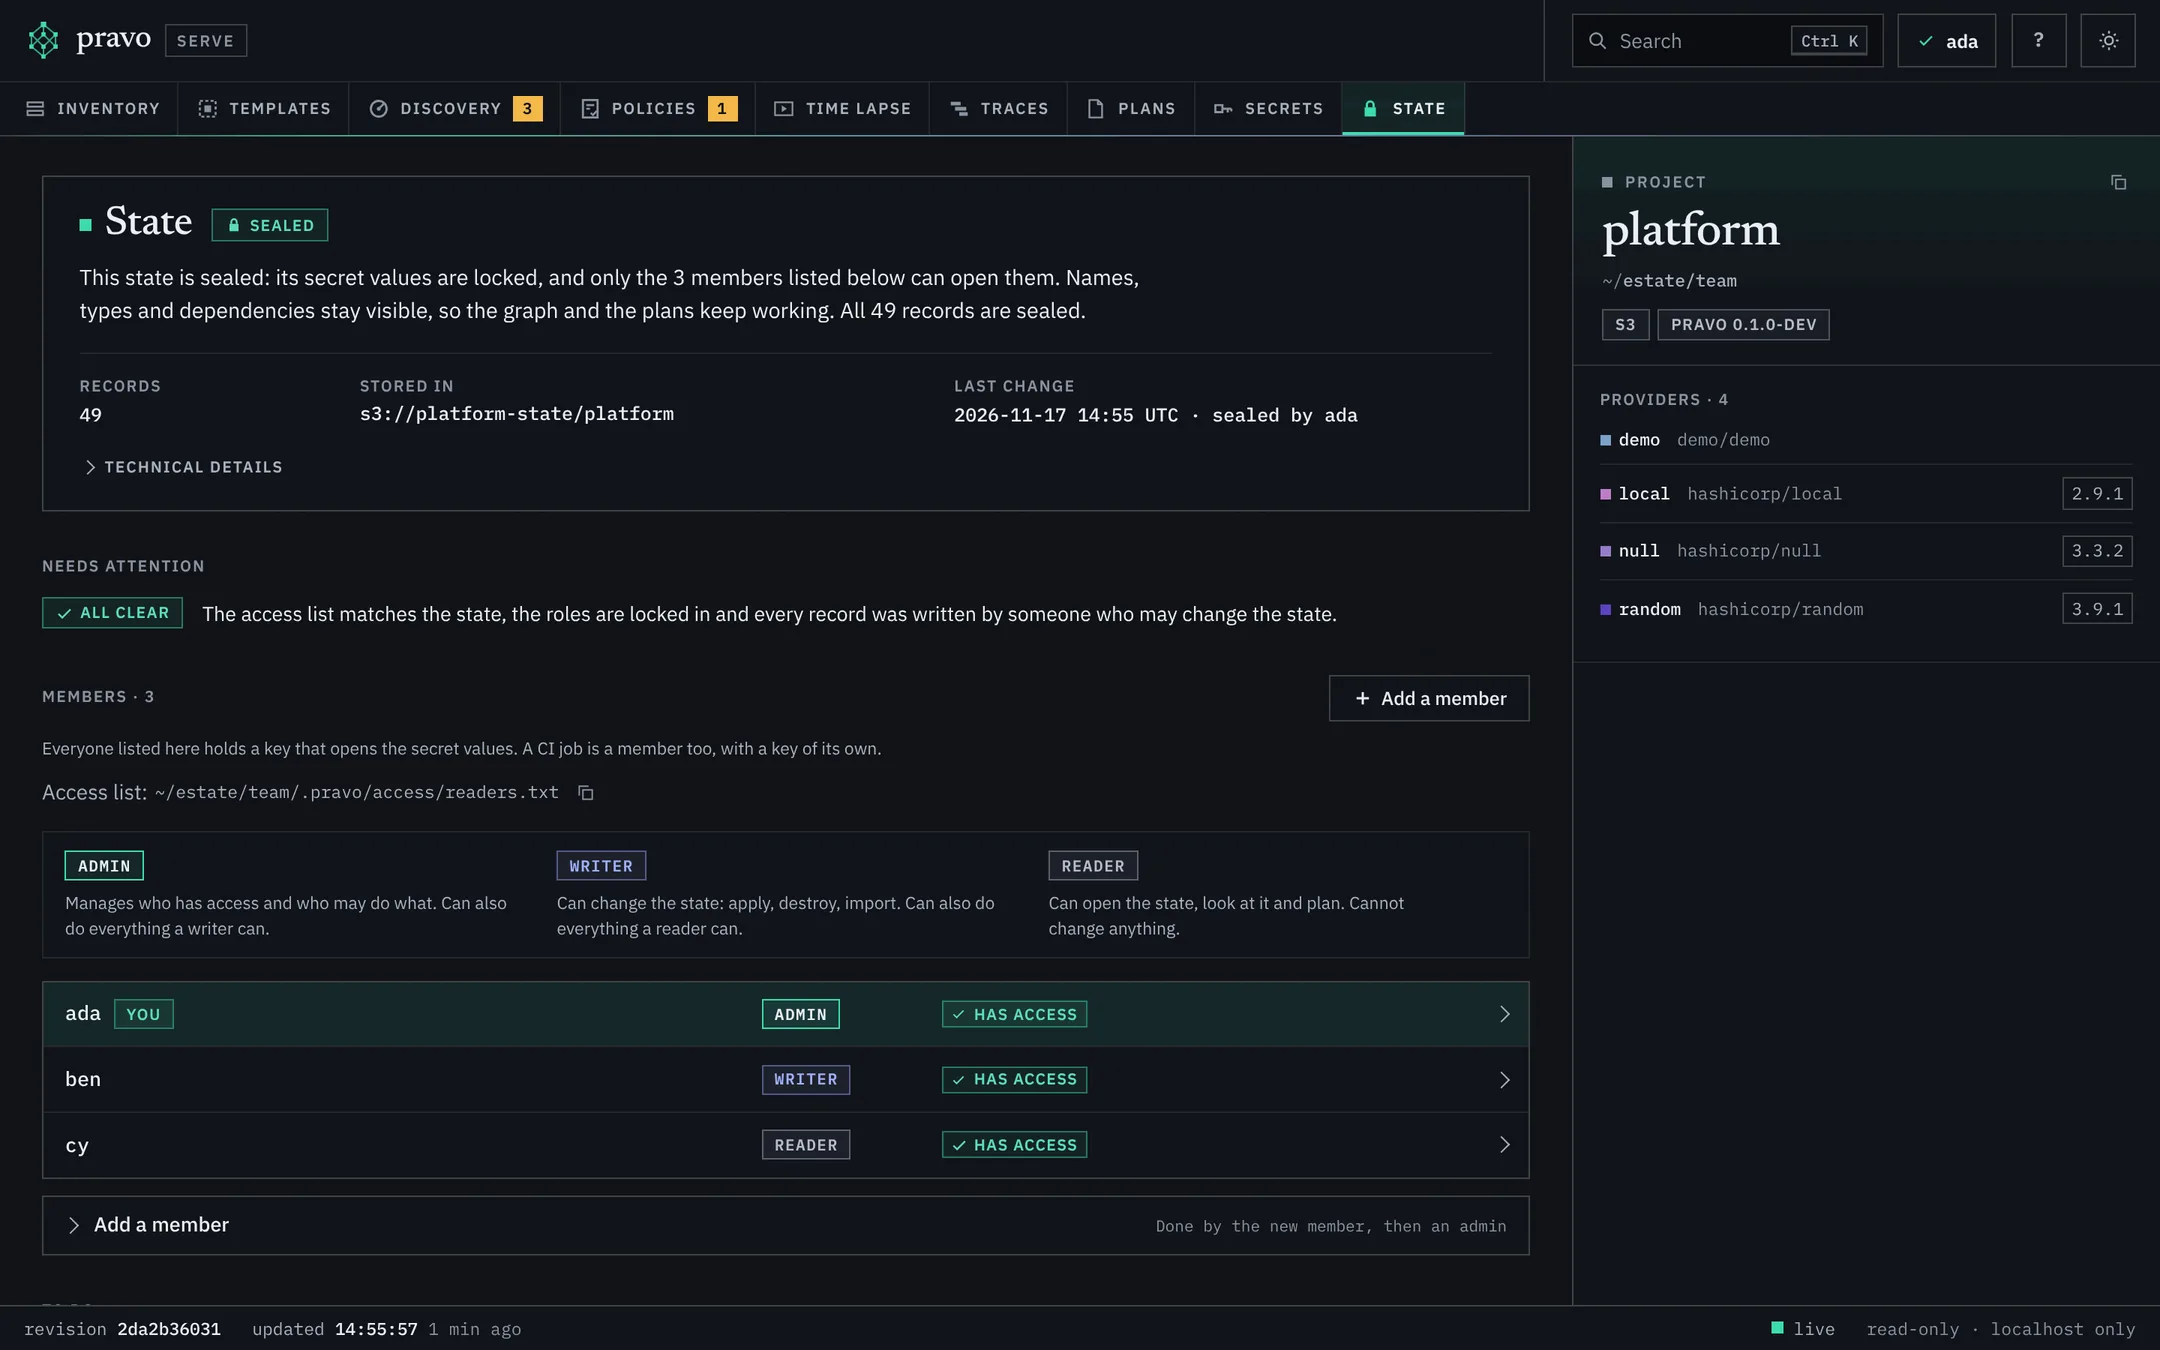 pravo SERVE
Search Ctrl K
ada
?
INVENTORY
TEMPLATES
DISCOVERY 3
POLICIES 1
TIME LAPSE
TRACES
PLANS
SECRETS
STATE
State SEALED
This state is sealed: its secret values are locked, and only the 3 members listed below can open them. Names,
types and dependencies stay visible, so the graph and the plans keep working. All 49 records are sealed.
RECORDS
49
STORED IN
s3://platform-state/platform
LAST CHANGE
2026-11-17 14:55 UTC · sealed by ada
TECHNICAL DETAILS
NEEDS ATTENTION
ALL CLEAR The access list matches the state, the roles are locked in and every record was written by someone who may change the state.
MEMBERS · 3
+ Add a member
Everyone listed here holds a key that opens the secret values. A CI job is a member too, with a key of its own.
Access list: ~/estate/team/.pravo/access/readers.txt
ADMIN
Manages who has access and who may do what. Can also
do everything a writer can.
WRITER
Can change the state: apply, destroy, import. Can also do
everything a reader can.
READER
Can open the state, look at it and plan. Cannot
change anything.
ada YOU ADMIN HAS ACCESS
ben WRITER HAS ACCESS
cy READER HAS ACCESS
Add a member Done by the new member, then an admin
PROJECT
platform
~/estate/team
S3 PRAVO 0.1.0-DEV
PROVIDERS · 4
demo demo/demo
local hashicorp/local 2.9.1
null hashicorp/null 3.3.2
random hashicorp/random 3.9.1
revision 2da2b36031 updated 14:55:57 1 min ago
live read-only · localhost only